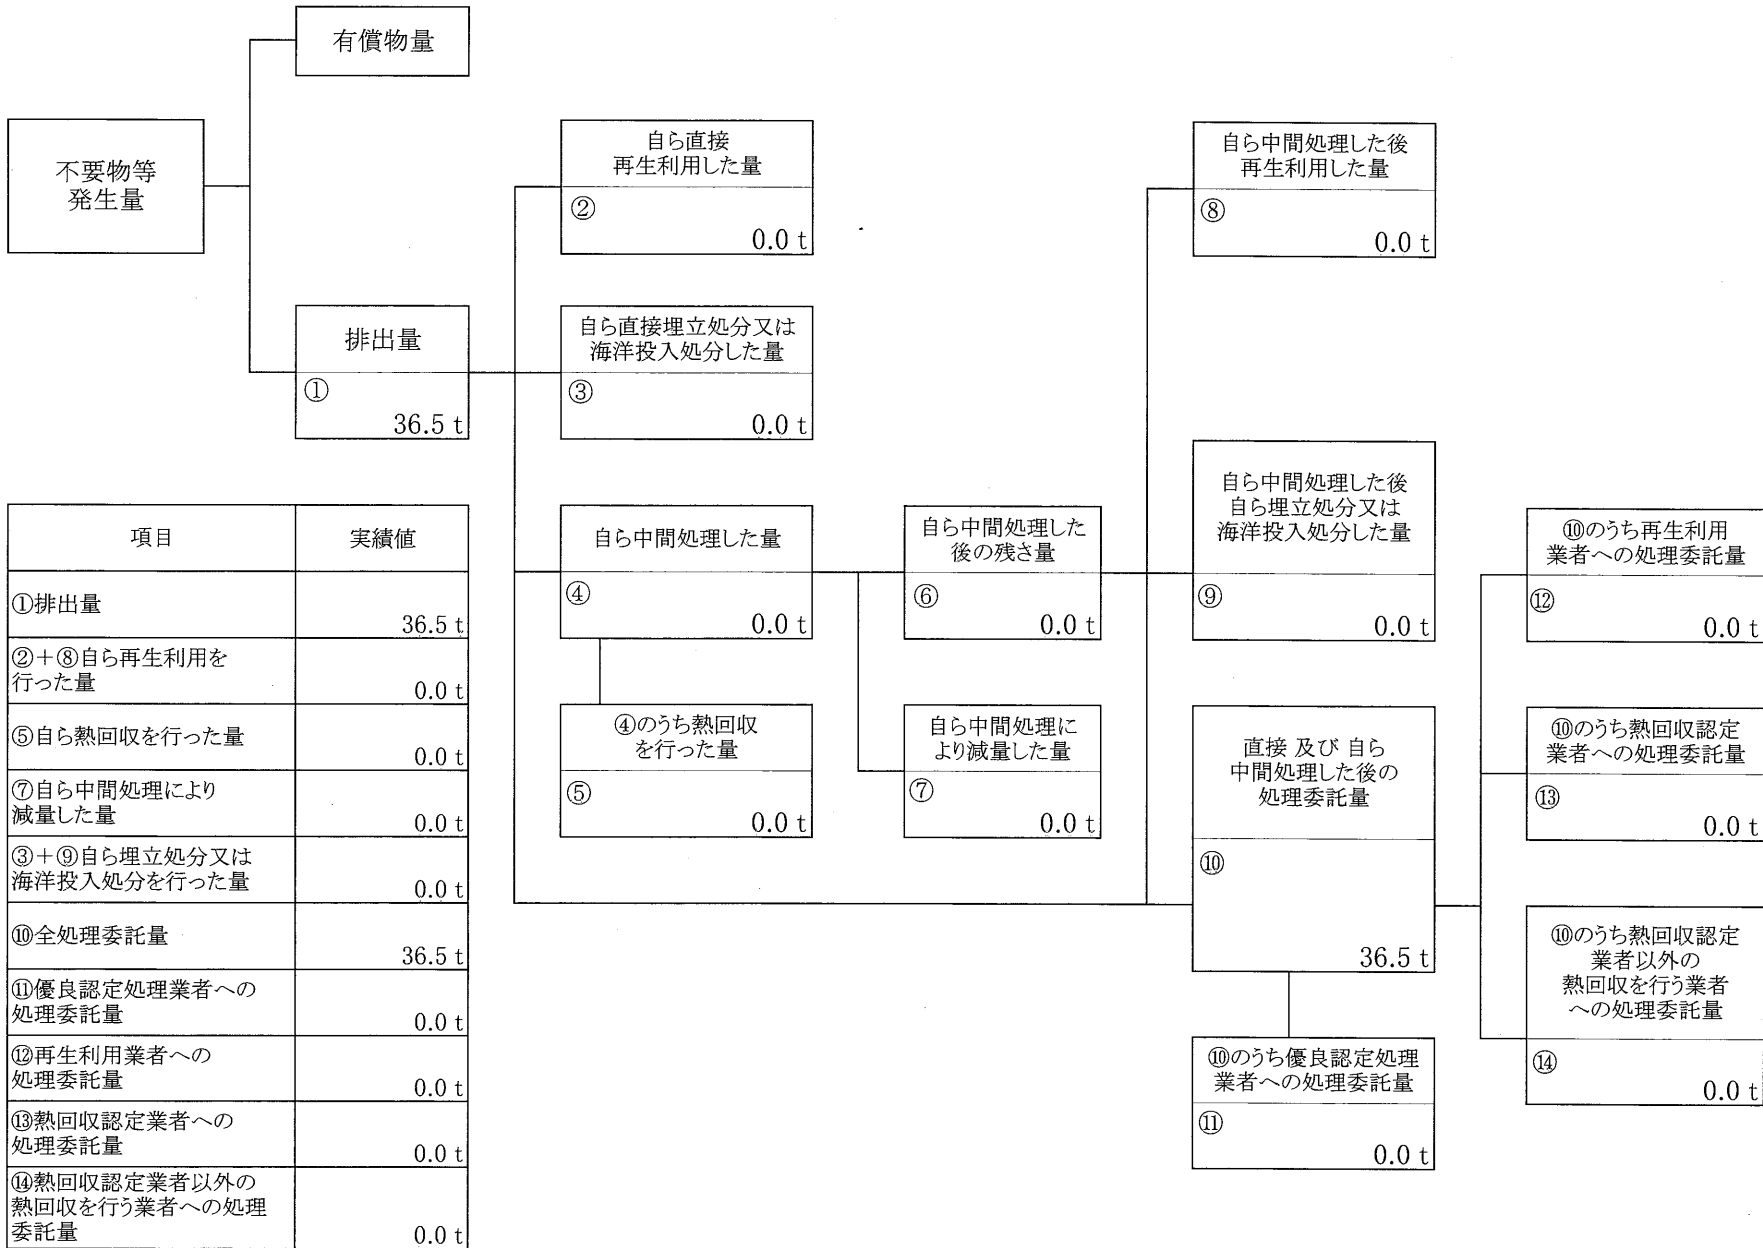 有償物量
不要物等
発生量
自ら直接
再生利用した量
②
0.0 t
自ら中間処理した後
再生利用した量
⑧
0.0 t
排出量
①
36.5 t
自ら直接埋立処分又は
海洋投入処分した量
③
0.0 t
自ら中間処理した量
④
0.0 t
自ら中間処理した
後の残さ量
⑥
0.0 t
自ら中間処理した後
自ら埋立処分又は
海洋投入処分した量
⑨
0.0 t
⑩のうち再生利用
業者への処理委託量
⑫
0.0 t
④のうち熱回収
を行った量
⑤
0.0 t
自ら中間処理に
より減量した量
⑦
0.0 t
直接 及び 自ら
中間処理した後の
処理委託量
⑩
36.5 t
⑩のうち熱回収認定
業者への処理委託量
⑬
0.0 t
⑩のうち熱回収認定
業者以外の
熱回収を行う業者
への処理委託量
⑭
0.0 t
⑩のうち優良認定処理
業者への処理委託量
⑪
0.0 t
項目 実績値
①排出量
36.5 t
②＋⑧自ら再生利用を
行った量
0.0 t
⑤自ら熱回収を行った量
0.0 t
⑦自ら中間処理により
減量した量
0.0 t
③＋⑨自ら埋立処分又は
海洋投入処分を行った量
0.0 t
⑩全処理委託量
36.5 t
⑪優良認定処理業者への
処理委託量
0.0 t
⑫再生利用業者への
処理委託量
0.0 t
⑬熱回収認定業者への
処理委託量
0.0 t
⑭熱回収認定業者以外の
熱回収を行う業者への処理
委託量
0.0 t